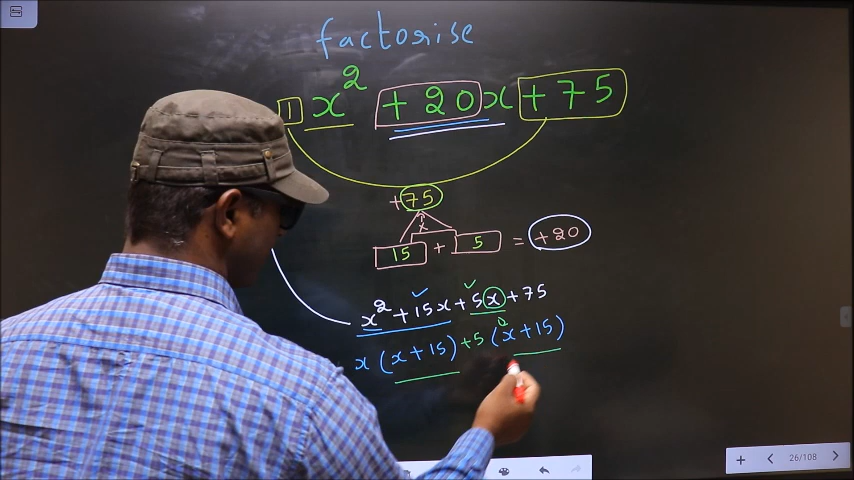 factorise
1 x² +20x +75
+75
x
15 + 5 = +20
x² + 15x + 5x + 75
x (x + 15) + 5 (x + 15)
26/108